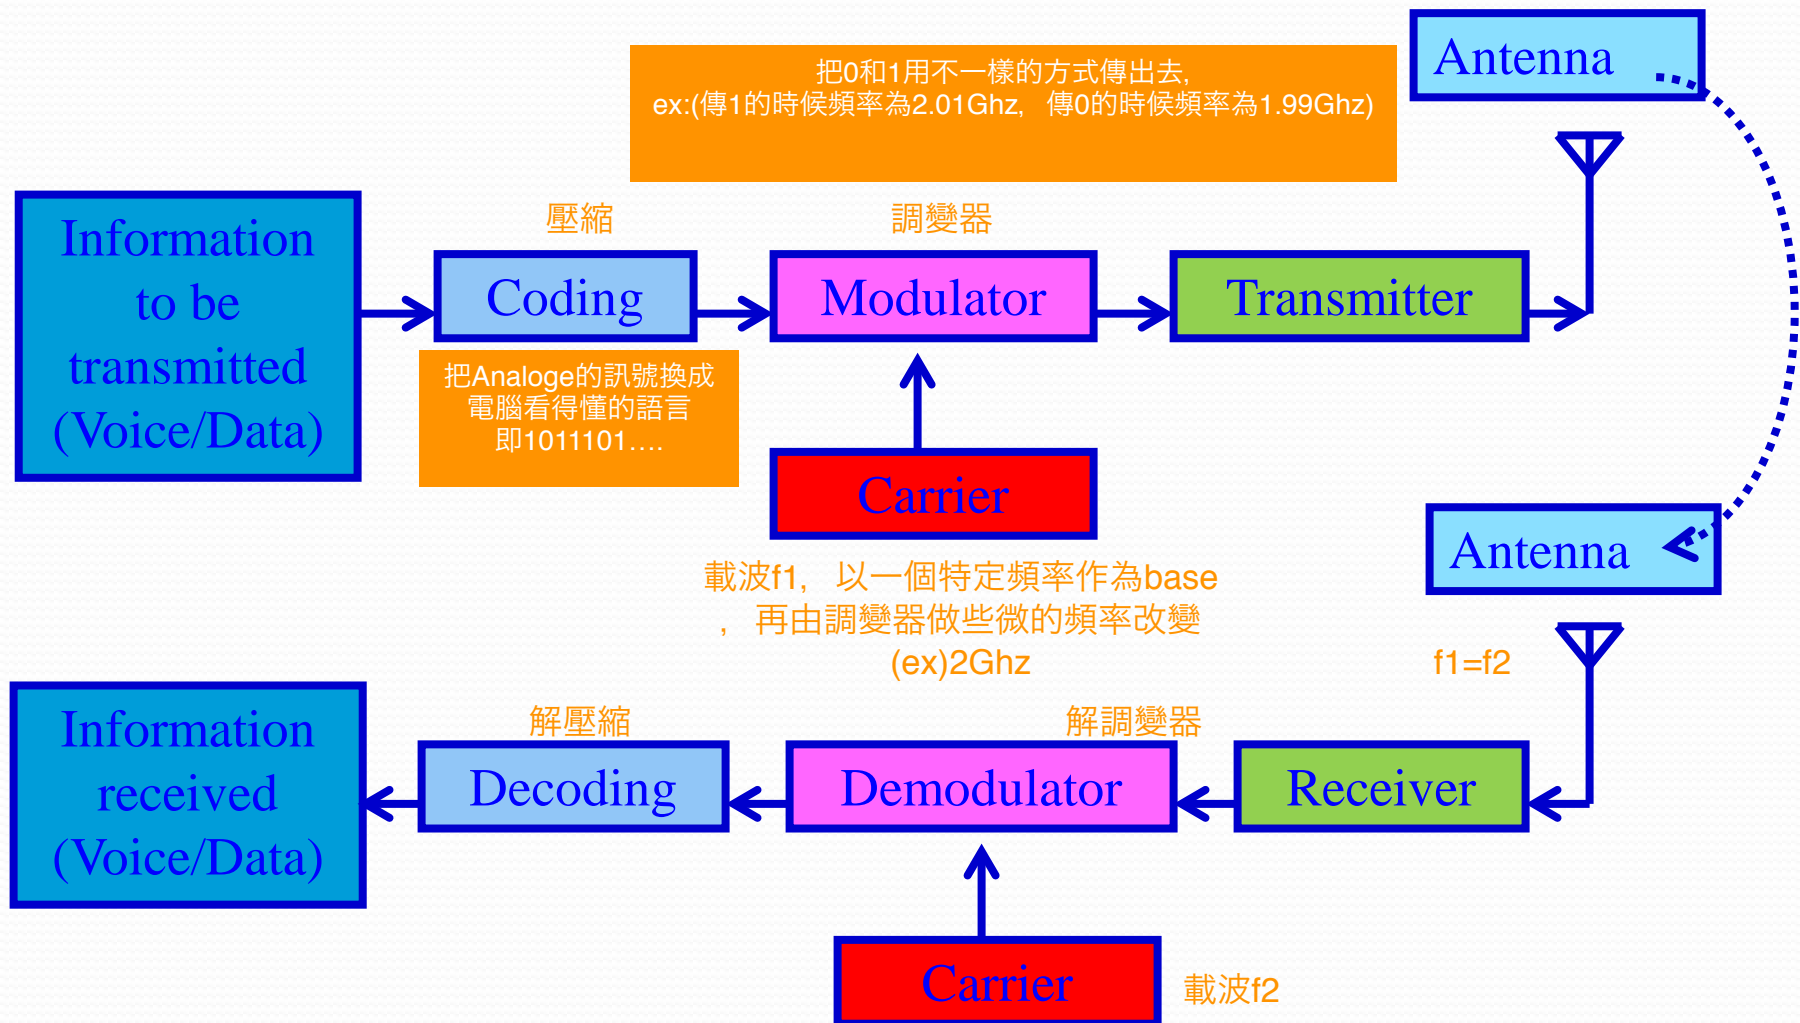 Antenna
把0和1用不一樣的方式傳出去,
ex:(傳1的時候頻率為2.01Ghz, 傳0的時候頻率為1.99Ghz)
壓縮
調變器
Information
to be
transmitted
(Voice/Data)
Coding
Modulator
Transmitter
把Analoge的訊號換成
電腦看得懂的語言
即1011101....
Carrier
載波f1, 以一個特定頻率作為base
, 再由調變器做些微的頻率改變
(ex)2Ghz
Antenna
f1=f2
解壓縮
解調變器
Information
received
(Voice/Data)
Decoding
Demodulator
Receiver
Carrier
載波f2